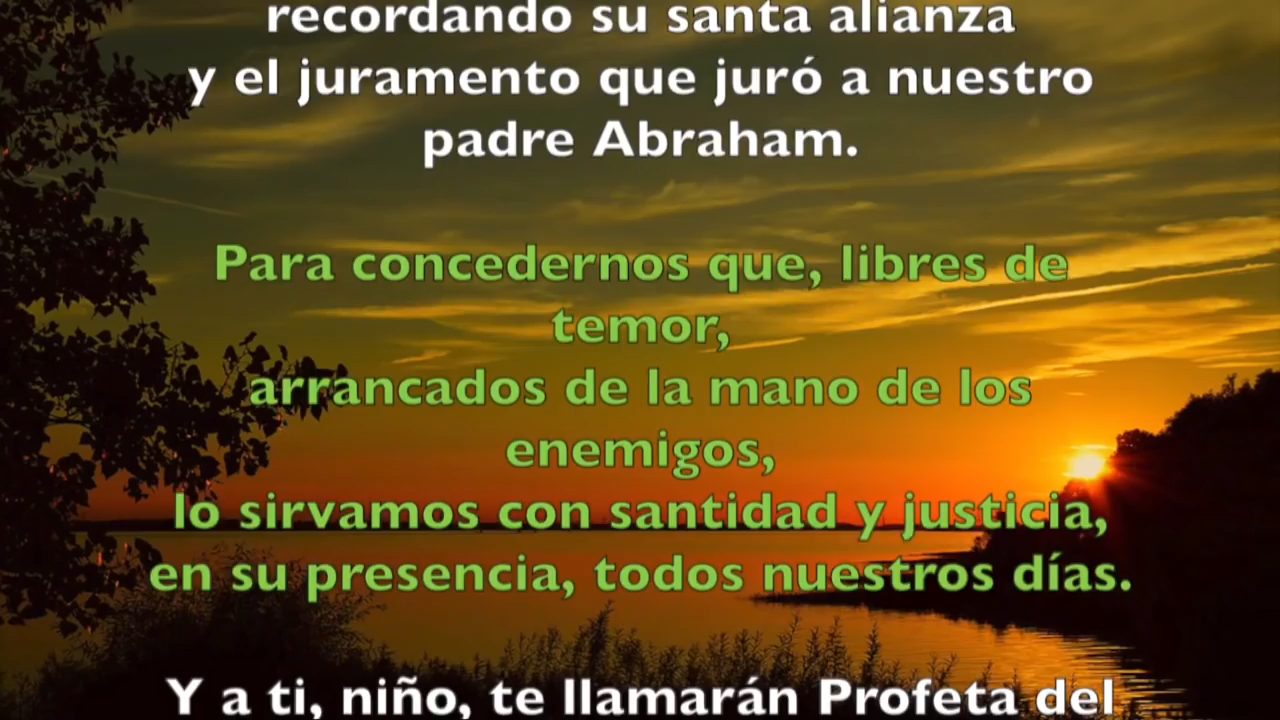 recordando su santa alianza
y el juramento que juró a nuestro
padre Abraham.
Para concedernos que, libres de
temor,
arrancados de la mano de los
enemigos,
lo sirvamos con santidad y justicia,
en su presencia, todos nuestros días.
Y a ti, niño, te llamarán Profeta del